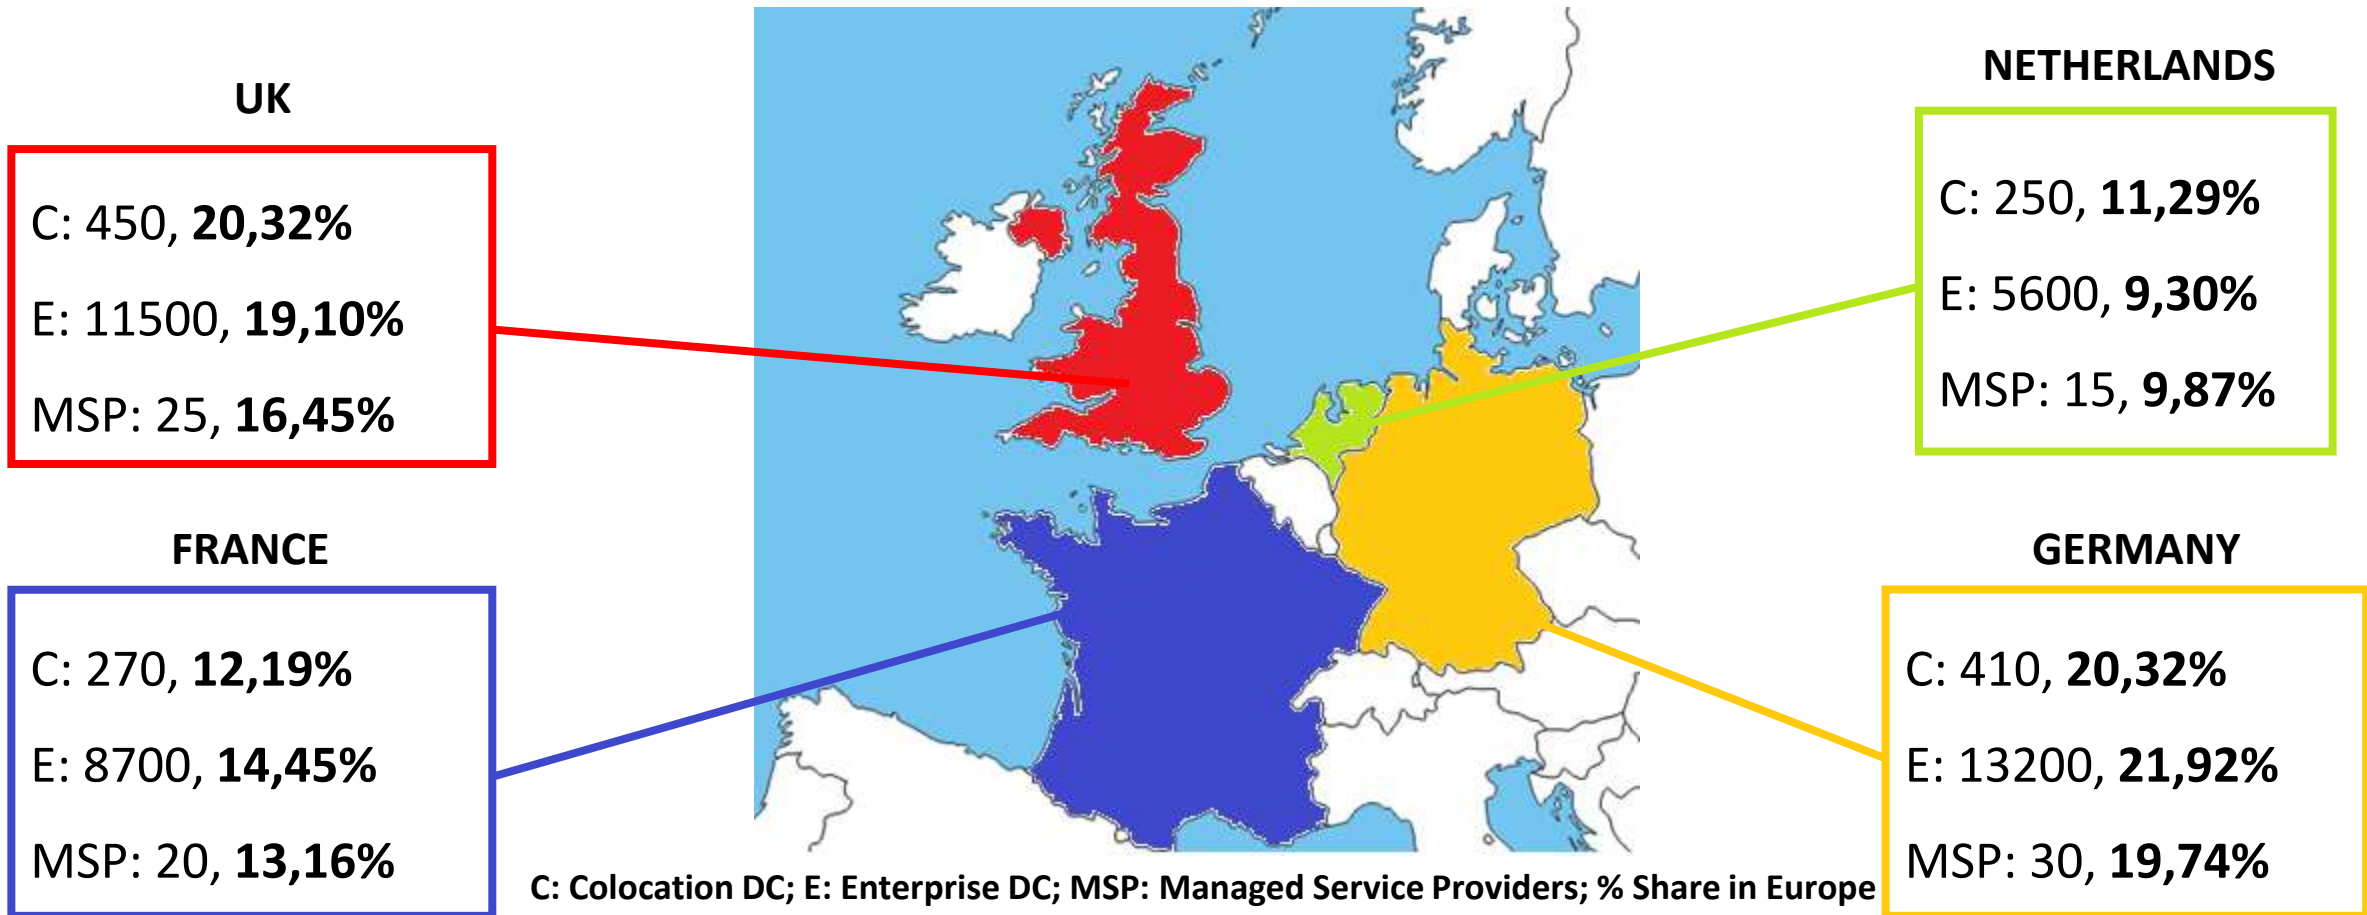 UK
C: 450, 20,32%
E: 11500, 19,10%
MSP: 25, 16,45%
FRANCE
C: 270, 12,19%
E: 8700, 14,45%
MSP: 20, 13,16%
NETHERLANDS
C: 250, 11,29%
E: 5600, 9,30%
MSP: 15, 9,87%
GERMANY
C: 410, 20,32%
E: 13200, 21,92%
MSP: 30, 19,74%
C: Colocation DC; E: Enterprise DC; MSP: Managed Service Providers; % Share in Europe